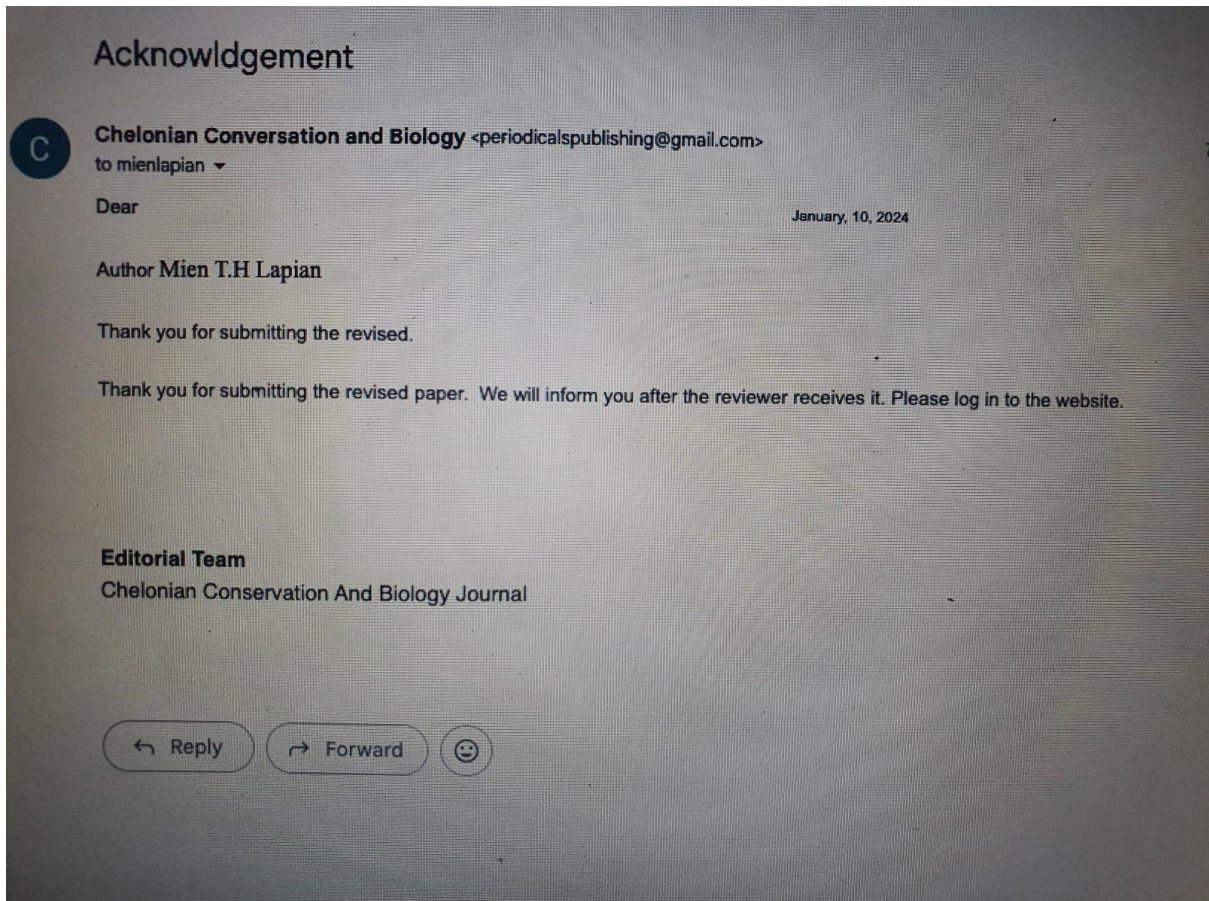 Acknowldgement
C
Chelonian Conversation and Biology <periodicalspublishing@gmail.com>
to mienlapian
Dear
January, 10, 2024
Author Mien T.H Lapian
Thank you for submitting the revised.
Thank you for submitting the revised paper.  We will inform you after the reviewer receives it. Please log in to the website.
Editorial Team
Chelonian Conservation And Biology Journal
Reply
Forward